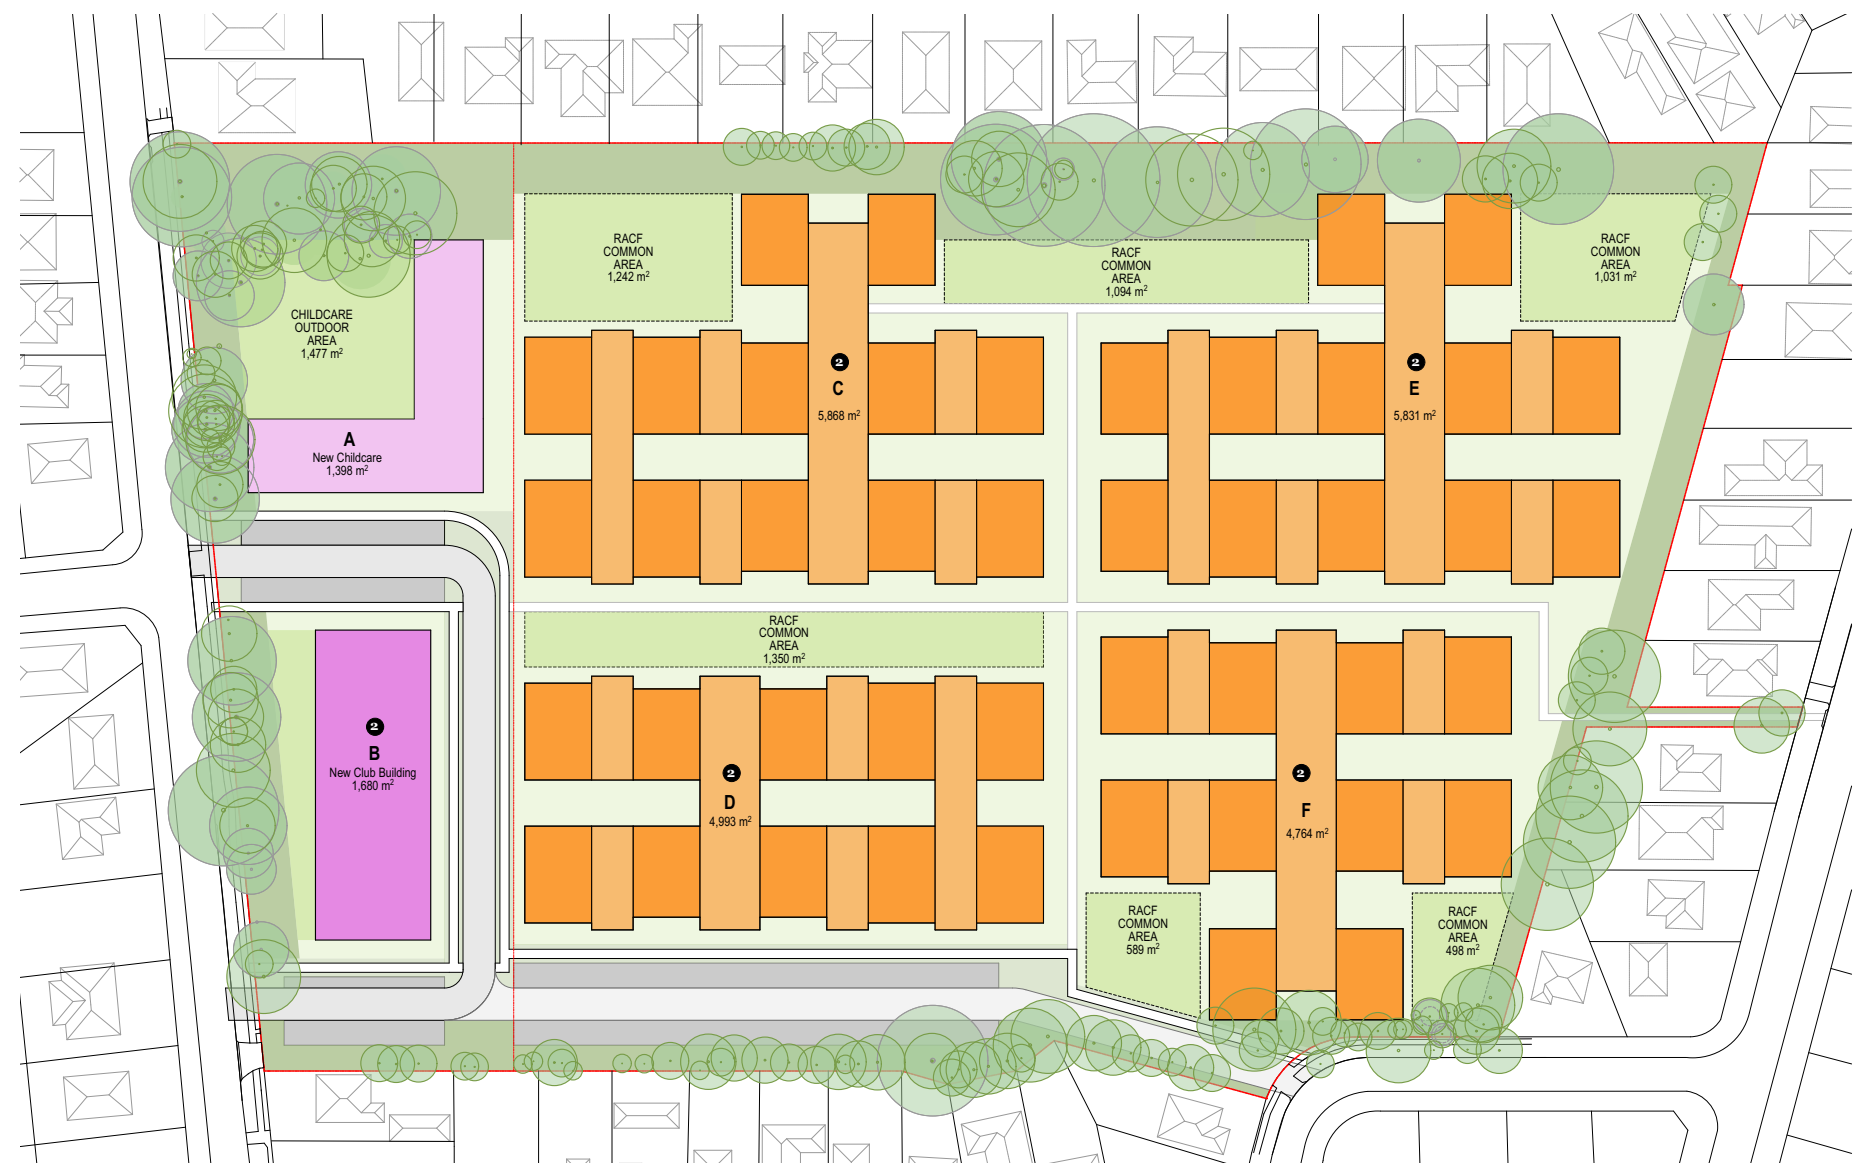 RACF
COMMON
AREA
1,242 m²
RACF
COMMON
AREA
1,094 m²
RACF
COMMON
AREA
1,031 m²
CHILDCARE
OUTDOOR
AREA
1,477 m²
2
C
5,868 m²
2
E
5,831 m²
A
New Childcare
1,398 m²
RACF
COMMON
AREA
1,350 m²
2
B
New Club Building
1,680 m²
2
D
4,993 m²
2
F
4,764 m²
RACF
COMMON
AREA
589 m²
RACF
COMMON
AREA
498 m²